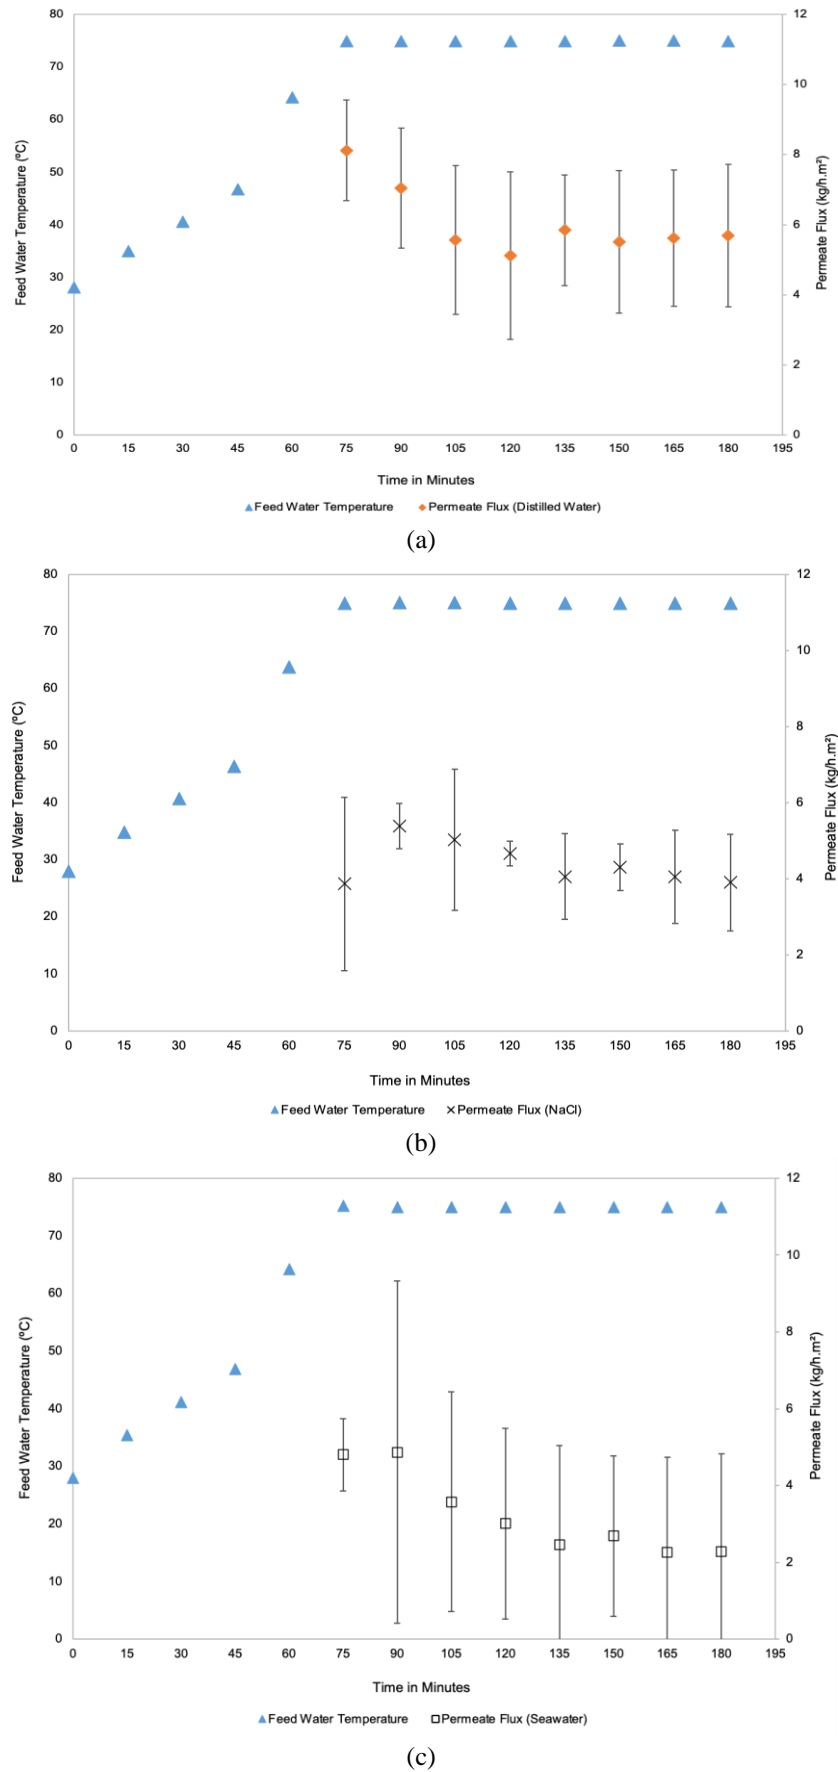 80
70
60
50
40
30
20
10
0
Feed Water Temperature (ºC)
12
10
8
6
4
2
0
Permeate Flux (kg/h.m²)
0 15 30 45 60 75 90 105 120 135 150 165 180 195
Time in Minutes
Feed Water Temperature Permeate Flux (Distilled Water)
(a)
80
70
60
50
40
30
20
10
0
Feed Water Temperature (ºC)
12
10
8
6
4
2
0
Permeate Flux (kg/h.m²)
0 15 30 45 60 75 90 105 120 135 150 165 180 195
Time in Minutes
Feed Water Temperature Permeate Flux (NaCl)
(b)
80
70
60
50
40
30
20
10
0
Feed Water Temperature (ºC)
12
10
8
6
4
2
0
Permeate Flux (kg/h.m²)
0 15 30 45 60 75 90 105 120 135 150 165 180 195
Time in Minutes
Feed Water Temperature Permeate Flux (Seawater)
(c)